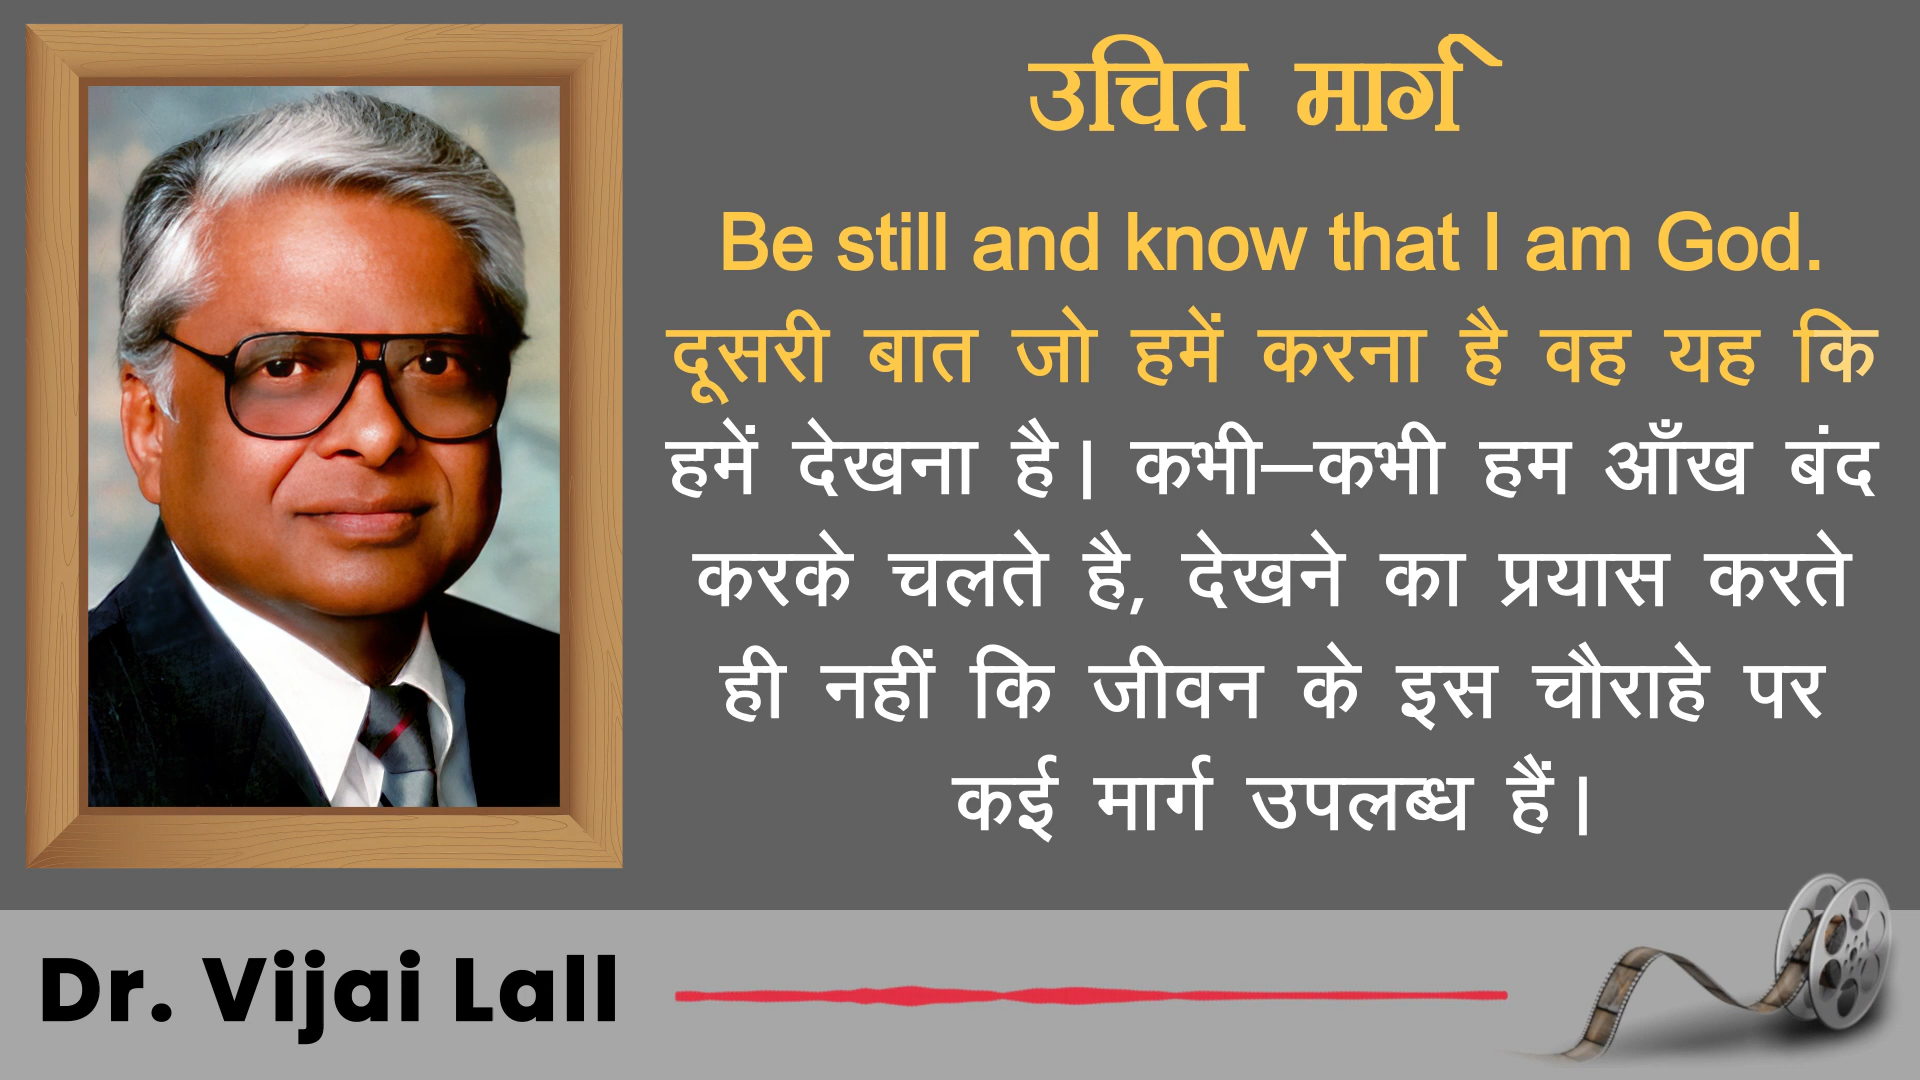 उचित मार्ग
Be still and know that I am God.
दूसरी बात जो हमें करना है वह यह कि
हमें देखना है। कभी–कभी हम आँख बंद
करके चलते है, देखने का प्रयास करते
ही नहीं कि जीवन के इस चौराहे पर
कई मार्ग उपलब्ध हैं।
Dr. Vijai Lall